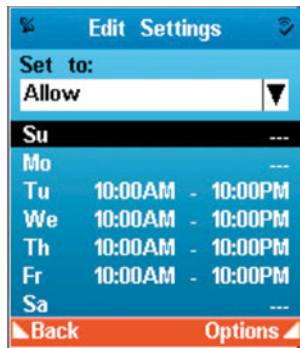 Edit Settings
Set to:
Allow
Su ---
Mo ---
Tu 10:00AM - 10:00PM
We 10:00AM - 10:00PM
Th 10:00AM - 10:00PM
Fr 10:00AM - 10:00PM
Sa ---
Back Options